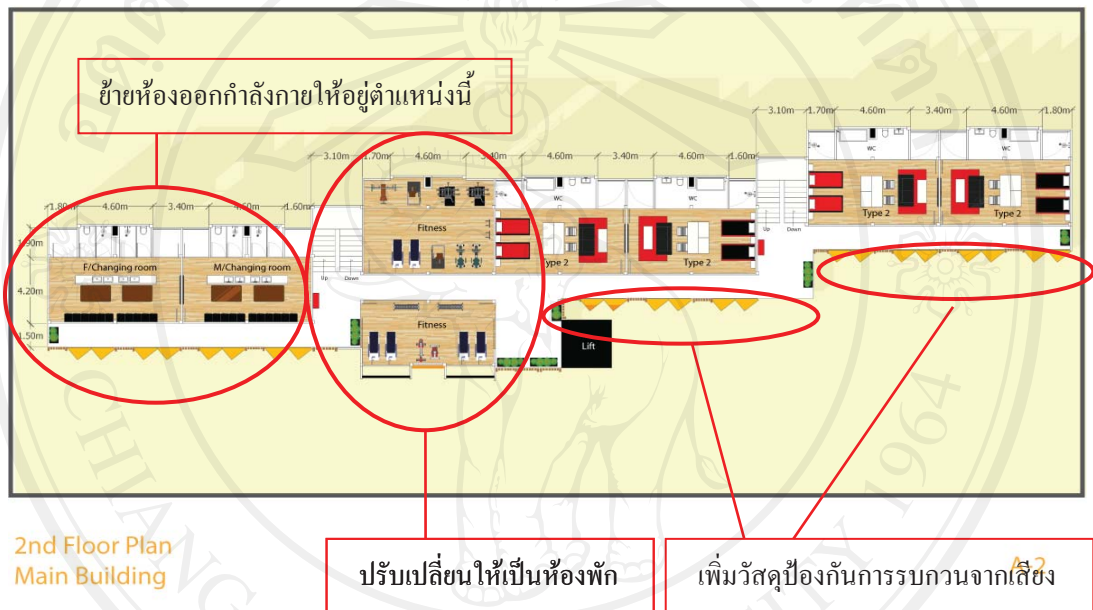 ย้ายห้องออกกำลังกายให้อยู่ตำแหน่งนี้
3.10m 1.70m 4.60m 3.40m 4.60m 1.80m
WC WC
Type 2 Type 2
Up Down
3.10m 1.70m 4.60m 3.40m 4.60m 3.40m 4.60m 1.60m
WC WC
Fitness
Type 2 Type 2
1.80m 4.60m 3.40m 4.60m 1.60m
1.90m
4.20m
1.50m
F/Changing room M/Changing room
Up Down
Fitness
Lift
CHIANG
1964
2nd Floor Plan
Main Building
ปรับเปลี่ยนให้เป็นห้องพัก
เพิ่มวัสดุป้องกันการรบกวนจากเสียง